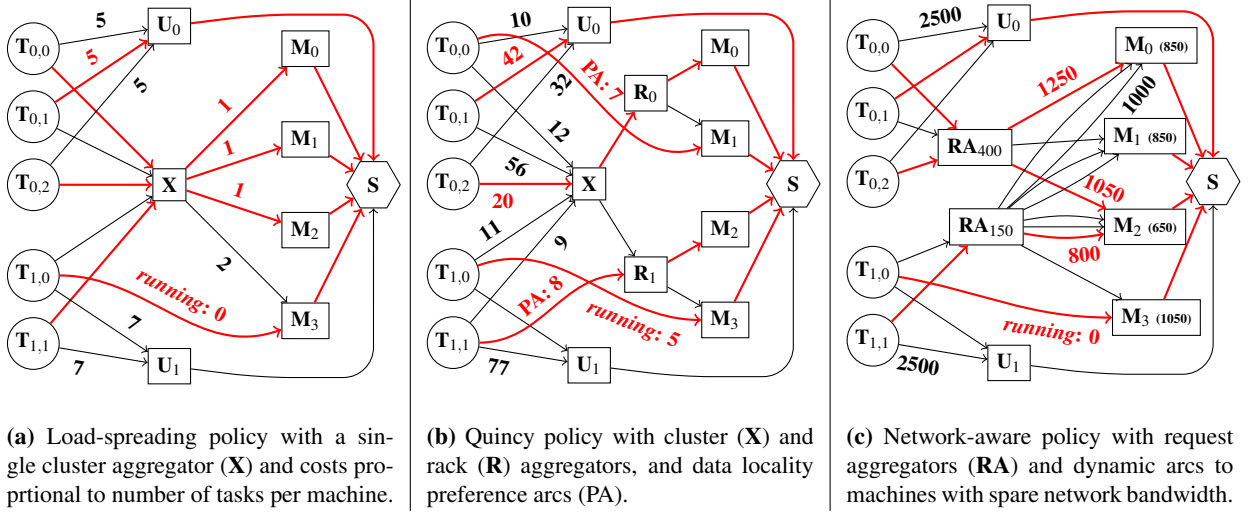 5
U0
T0,0
5
M0
5
1
T0,1
M1
1
X
S
T0,2
1
M2
T1,0
2
running: 0
M3
7
T1,1
7
U1
(a) Load-spreading policy with a sin-
gle cluster aggregator (X) and costs pro-
prtional to number of tasks per machine.
10
U0
T0,0
42
M0
PA: 7
32
R0
T0,1
M1
12
56
X
S
T0,2
20
11
M2
9
T1,0
R1
PA: 8
M3
running: 5
T1,1
77
U1
(b) Quincy policy with cluster (X) and
rack (R) aggregators, and data locality
preference arcs (PA).
2500
U0
T0,0
M0 (850)
1250
1000
T0,1
M1 (850)
RA400
T0,2
1050
S
RA150
M2 (650)
800
T1,0
M3 (1050)
running: 0
T1,1
2500
U1
(c) Network-aware policy with request
aggregators (RA) and dynamic arcs to
machines with spare network bandwidth.